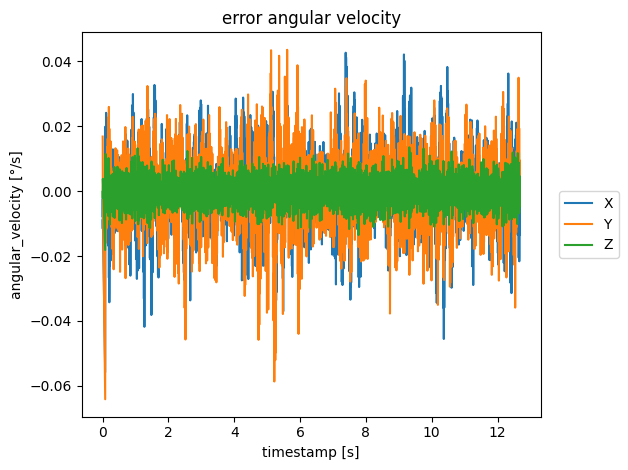 error angular velocity
0.04
0.02
0.00
−0.02
−0.04
−0.06
angular_velocity [°/s]
0 2 4 6 8 10 12
timestamp [s]
X
Y
Z